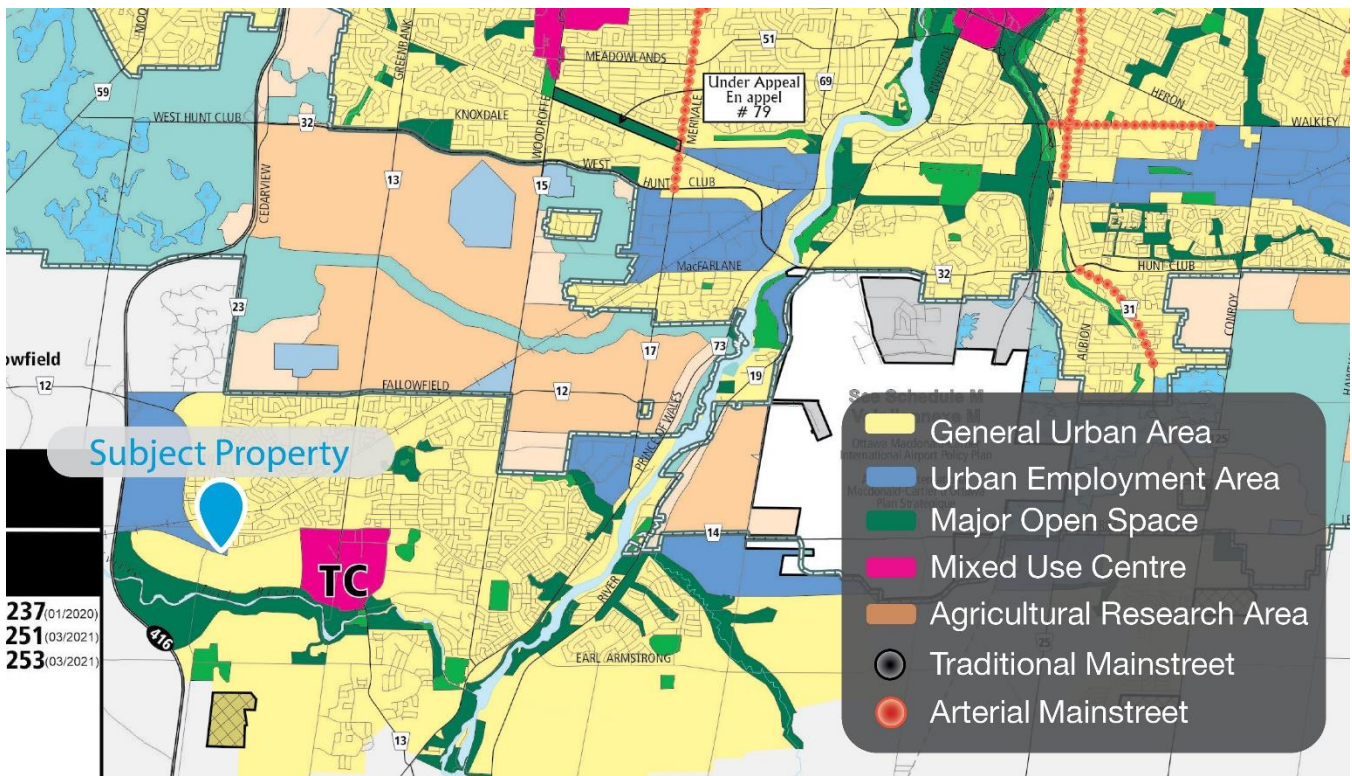 MEADOWLANDS
51
GREENBANK
WOODROFFE
MERIVALE
69
RIVERSIDE
59
Under Appeal
En appel
# 79
HERON
WALKLEY
WEST HUNT CLUB
32
KNOXDALE
WEST
HUNT CLUB
CEDARVIEW
13
15
MacFARLANE
32
HUNT CLUB
23
31
ALBION
CONROY
73
17
19
owfield
12
FALLOWFIELD
12
PRINCE OF WALES
See Schedule M
Subject Property
General Urban Area
Urban Employment Area
Major Open Space
Mixed Use Centre
Agricultural Research Area
Traditional Mainstreet
Arterial Mainstreet
14
TC
RIVER
237 (01/2020)
251 (03/2021)
253 (03/2021)
416
EARL ARMSTRONG
25
13